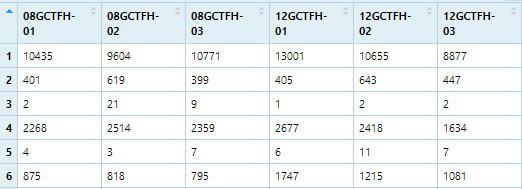 08GCTFH-01 08GCTFH-02 08GCTFH-03 12GCTFH-01 12GCTFH-02 12GCTFH-03
1 10435 9604 10771 13001 10655 8877
2 401 619 399 405 643 447
3 2 21 9 1 2 2
4 2268 2514 2359 2677 2418 1634
5 4 3 7 6 11 7
6 875 818 795 1747 1215 1081